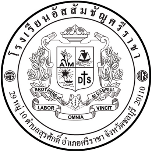 โรงเรียนอัสสัมชัญศรีราชา
AM
DS
LABOR
VINCIT
OMNIA
29 หมู่ 10 ตำบลสุรศักดิ์ อำเภอศรีราชา จังหวัดชลบุรี 20110